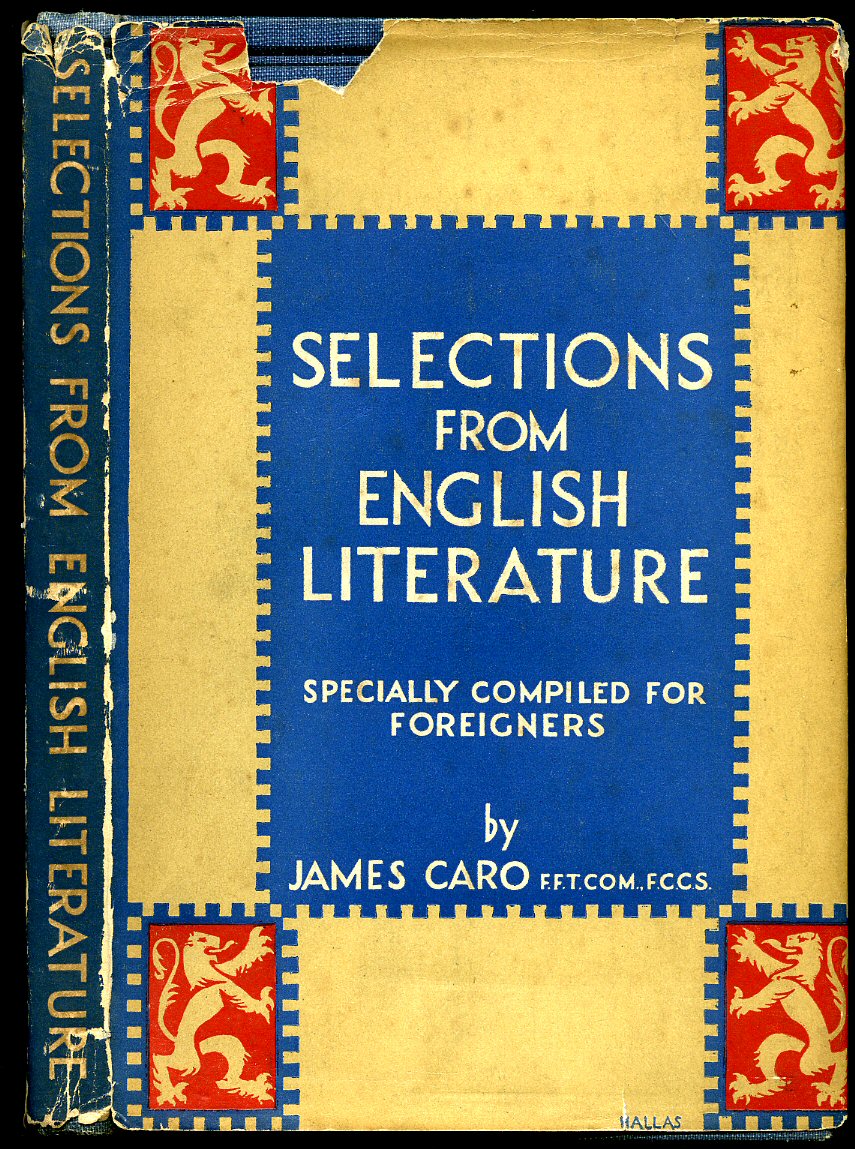 SELECTIONS FROM ENGLISH LITERATURE
SELECTIONS
FROM
ENGLISH
LITERATURE
SPECIALLY COMPILED FOR
FOREIGNERS
by
JAMES CARO F.F.T.COM., F.C.C.S.
HALLAS